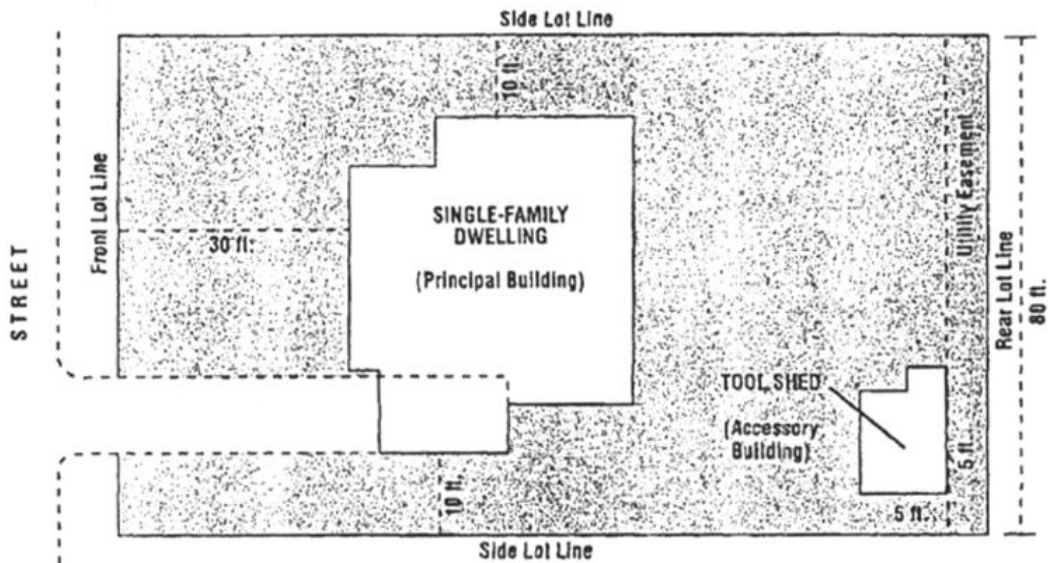 Side Lot Line
10 ft.
STREET
Front Lot Line
30 ft.
SINGLE-FAMILY
DWELLING
(Principal Building)
Utility Easement
Rear Lot Line
80 ft.
TOOL SHED
(Accessory
Building)
5 ft.
5 ft.
10 ft.
Side Lot Line